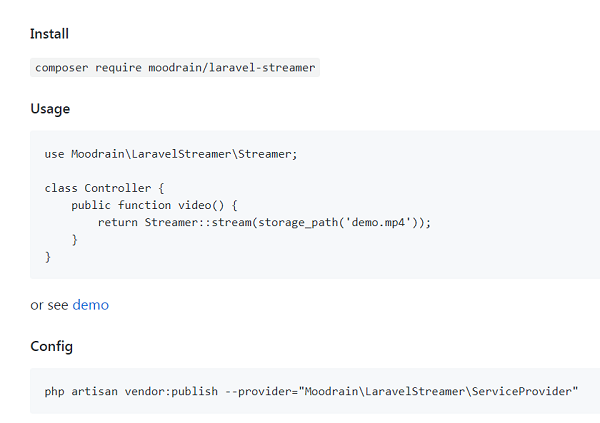 Install
composer require moodrain/laravel-streamer
Usage
use Moodrain\LaravelStreamer\Streamer;
class Controller {
public function video() {
return Streamer::stream(storage_path('demo.mp4'));
}
}
or see demo
Config
php artisan vendor:publish --provider="Moodrain\LaravelStreamer\ServiceProvider"